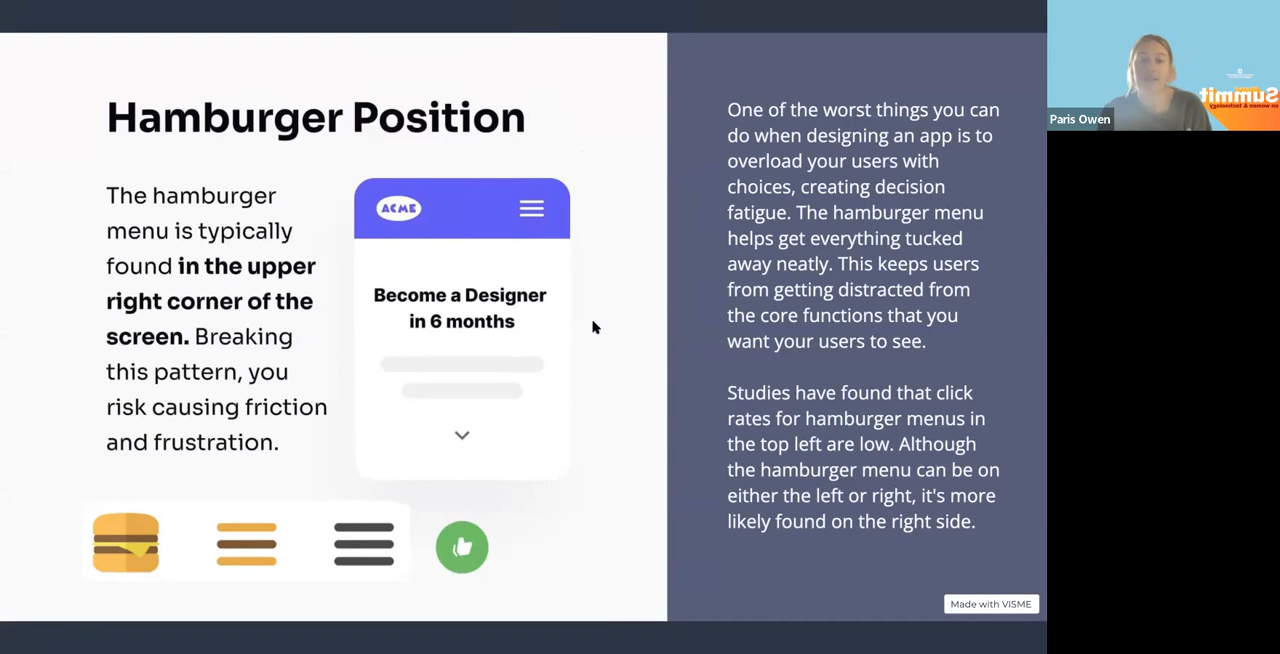 Hamburger Position
The hamburger
menu is typically
found in the upper
right corner of the
screen. Breaking
this pattern, you
risk causing friction
and frustration.
ACME
Become a Designer
in 6 months
One of the worst things you can
do when designing an app is to
overload your users with
choices, creating decision
fatigue. The hamburger menu
helps get everything tucked
away neatly. This keeps users
from getting distracted from
the core functions that you
want your users to see.
Studies have found that click
rates for hamburger menus in
the top left are low. Although
the hamburger menu can be on
either the left or right, it's more
likely found on the right side.
Made with VISME
Summit
on women & technology
Paris Owen